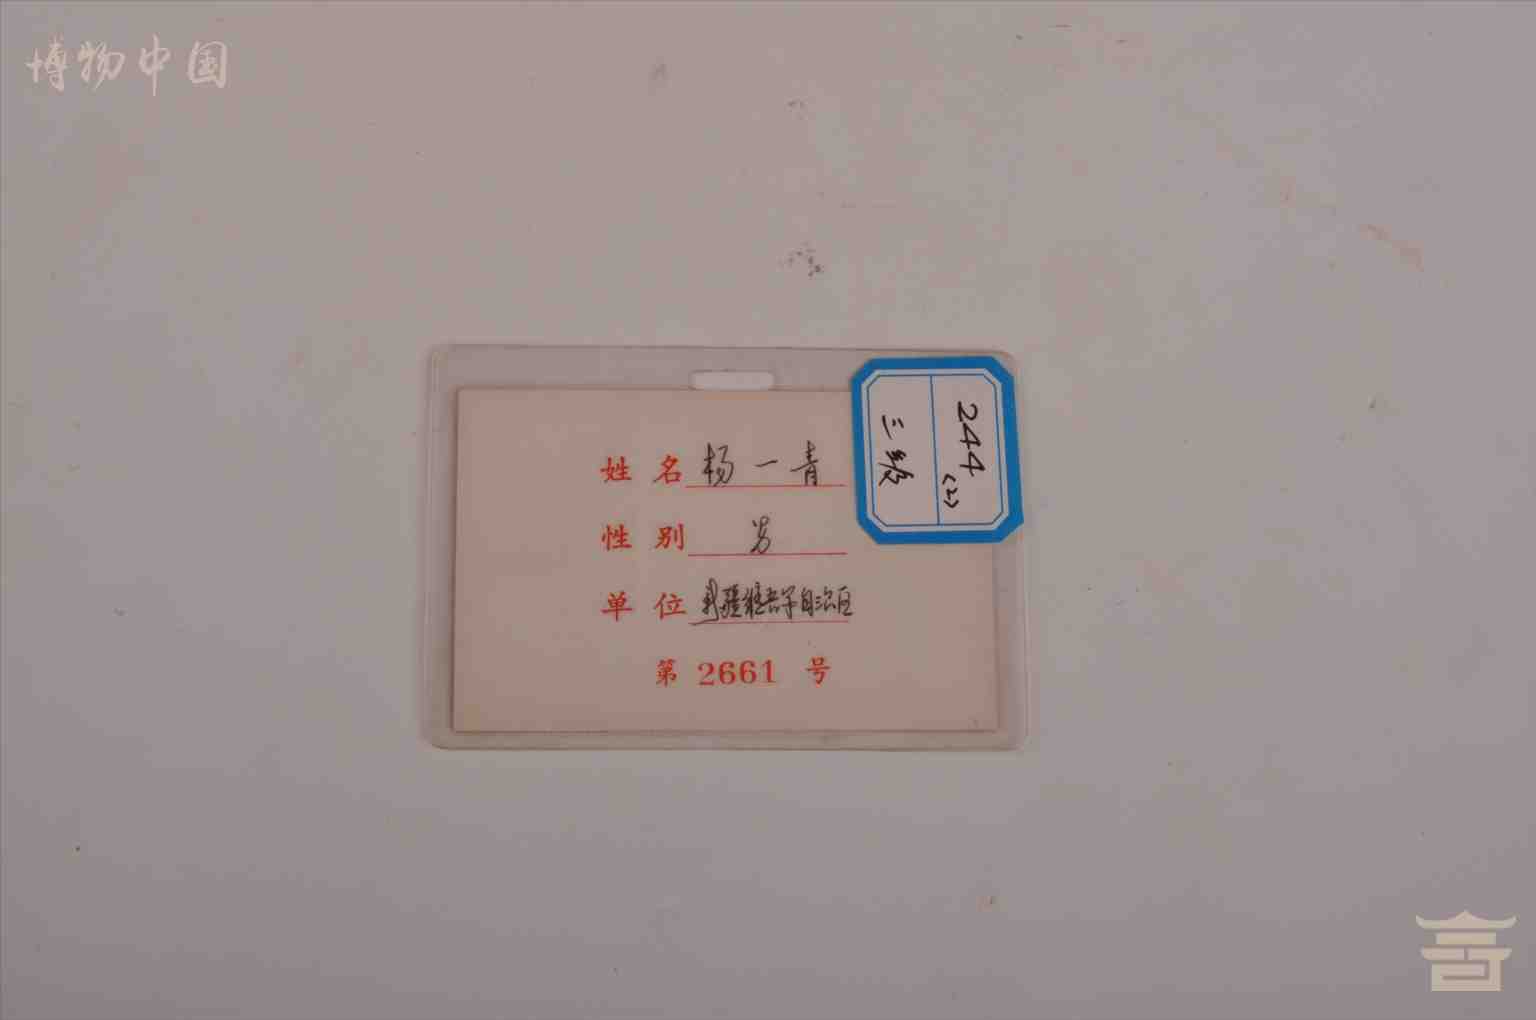 博物中国
姓 名 杨一青
性 别 男
单 位 新疆维吾尔自治区
第 2661 号
244
(2)
三级